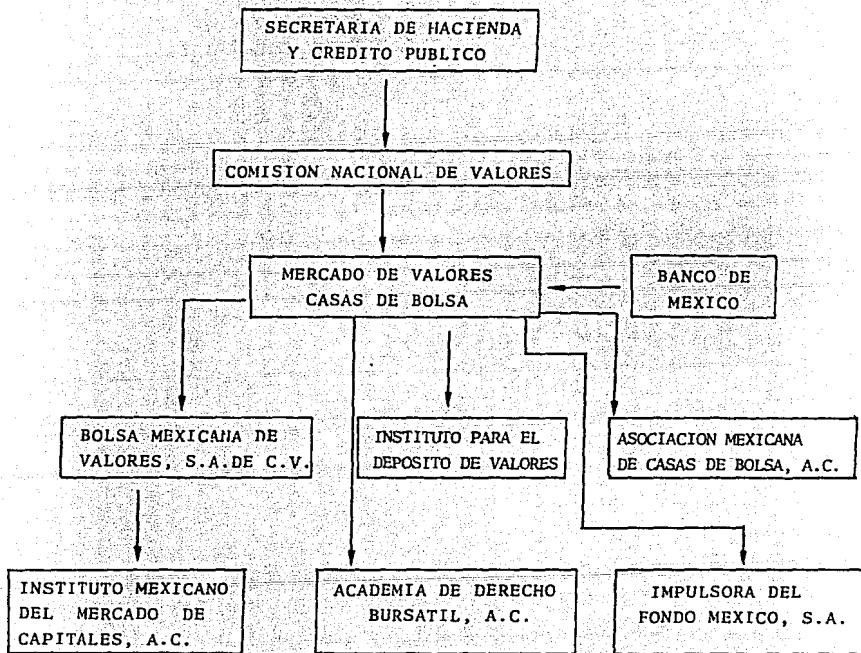 SECRETARIA DE HACIENDA
Y CREDITO PUBLICO
COMISION NACIONAL DE VALORES
MERCADO DE VALORES
CASAS DE BOLSA
BANCO DE
MEXICO
BOLSA MEXICANA DE
VALORES, S.A.DE C.V.
INSTITUTO PARA EL
DEPOSITO DE VALORES
ASOCIACION MEXICANA
DE CASAS DE BOLSA, A.C.
INSTITUTO MEXICANO
DEL MERCADO DE
CAPITALES, A.C.
ACADEMIA DE DERECHO
BURSATIL, A.C.
IMPULSORA DEL
FONDO MEXICO, S.A.